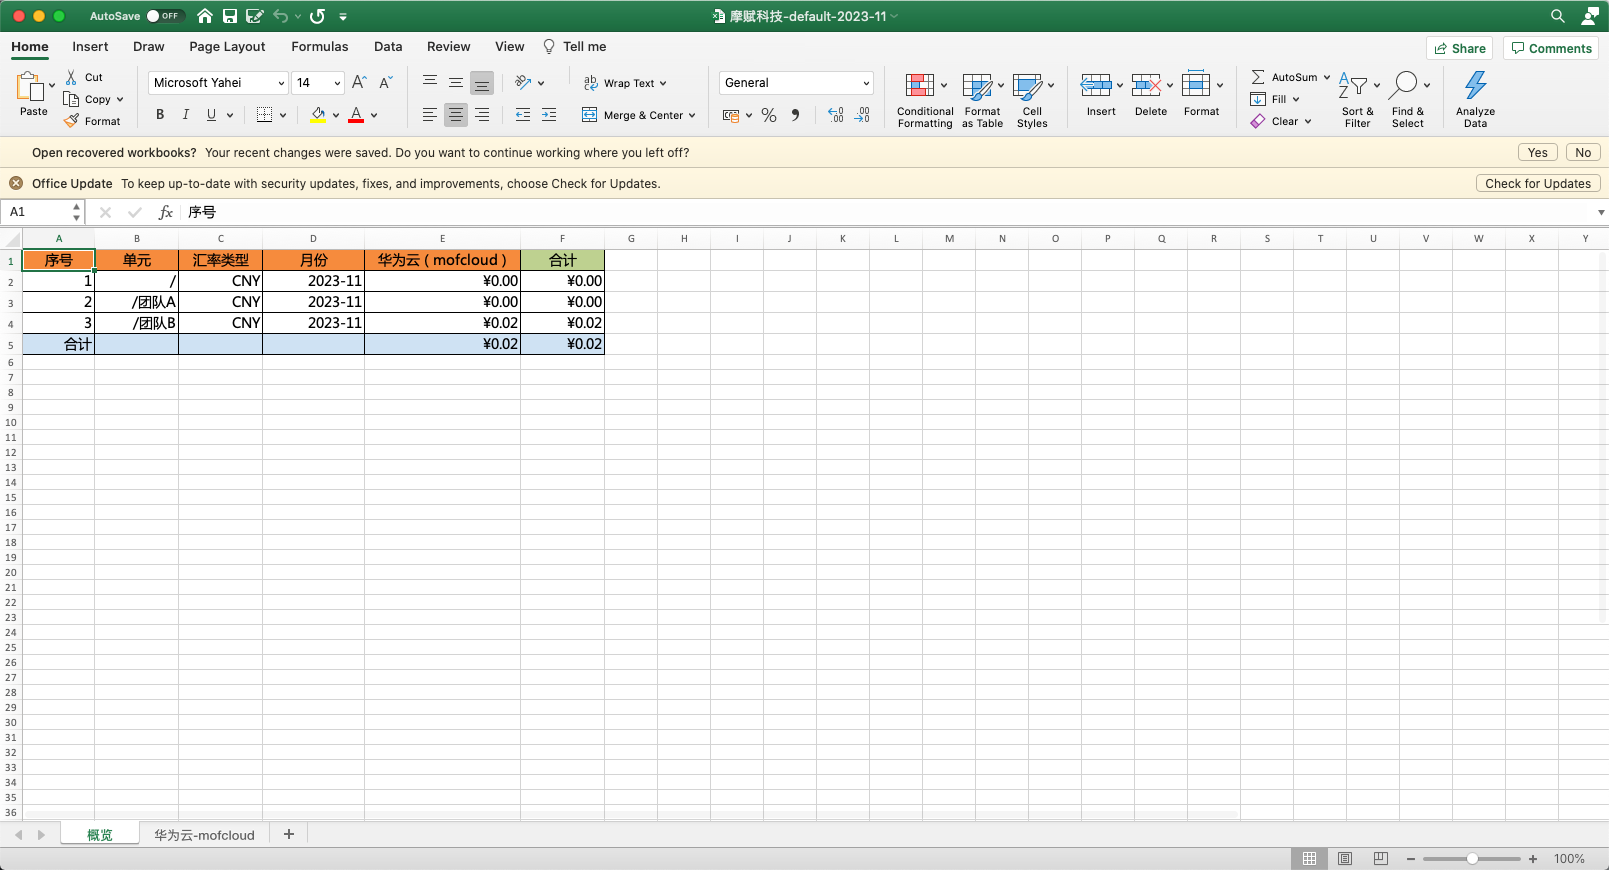 AutoSave OFF 摩赋科技-default-2023-11
Home Insert Draw Page Layout Formulas Data Review View Tell me Share Comments
Paste Cut Copy Format
Microsoft Yahei 14 A A
B I U A
ab Wrap Text
Merge & Center
General
% .00 .00
Conditional Formatting Format as Table Cell Styles
Insert Delete Format
AutoSum Fill Clear
Sort & Filter Find & Select Analyze Data
Open recovered workbooks? Your recent changes were saved. Do you want to continue working where you left off? Yes No
Office Update To keep up-to-date with security updates, fixes, and improvements, choose Check for Updates. Check for Updates
A1 fx 序号
A B C D E F G H I J K L M N O P Q R S T U V W X Y
1 序号 单元 汇率类型 月份 华为云（mofcloud） 合计
2 1 / CNY 2023-11 ¥0.00 ¥0.00
3 2 /团队A CNY 2023-11 ¥0.00 ¥0.00
4 3 /团队B CNY 2023-11 ¥0.02 ¥0.02
5 合计 ¥0.02 ¥0.02
6
7
8
9
10
11
12
13
14
15
16
17
18
19
20
21
22
23
24
25
26
27
28
29
30
31
32
33
34
35
36
概览 华为云-mofcloud +
100%